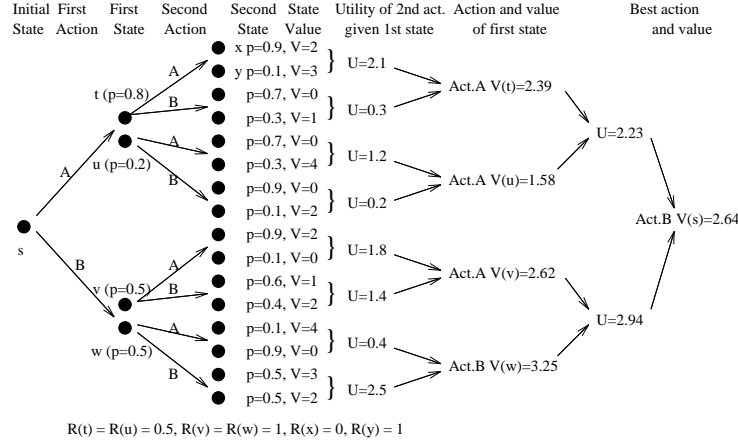 Initial State
First Action
First State
Second Action
Second State
State Value
Utility of 2nd act. given 1st state
Action and value of first state
Best action and value
x p=0.9, V=2
y p=0.1, V=3
p=0.7, V=0
p=0.3, V=1
p=0.7, V=0
p=0.3, V=4
p=0.9, V=0
p=0.1, V=2
p=0.9, V=2
p=0.1, V=0
p=0.6, V=1
p=0.4, V=2
p=0.1, V=4
p=0.9, V=0
p=0.5, V=3
p=0.5, V=2
s
A
B
t (p=0.8)
u (p=0.2)
v (p=0.5)
w (p=0.5)
A
B
A
B
A
B
A
B
} U=2.1
} U=0.3
} U=1.2
} U=0.2
} U=1.8
} U=1.4
} U=0.4
} U=2.5
Act.A V(t)=2.39
Act.A V(u)=1.58
Act.A V(v)=2.62
Act.B V(w)=3.25
U=2.23
U=2.94
Act.B V(s)=2.64
R(t) = R(u) = 0.5, R(v) = R(w) = 1, R(x) = 0, R(y) = 1